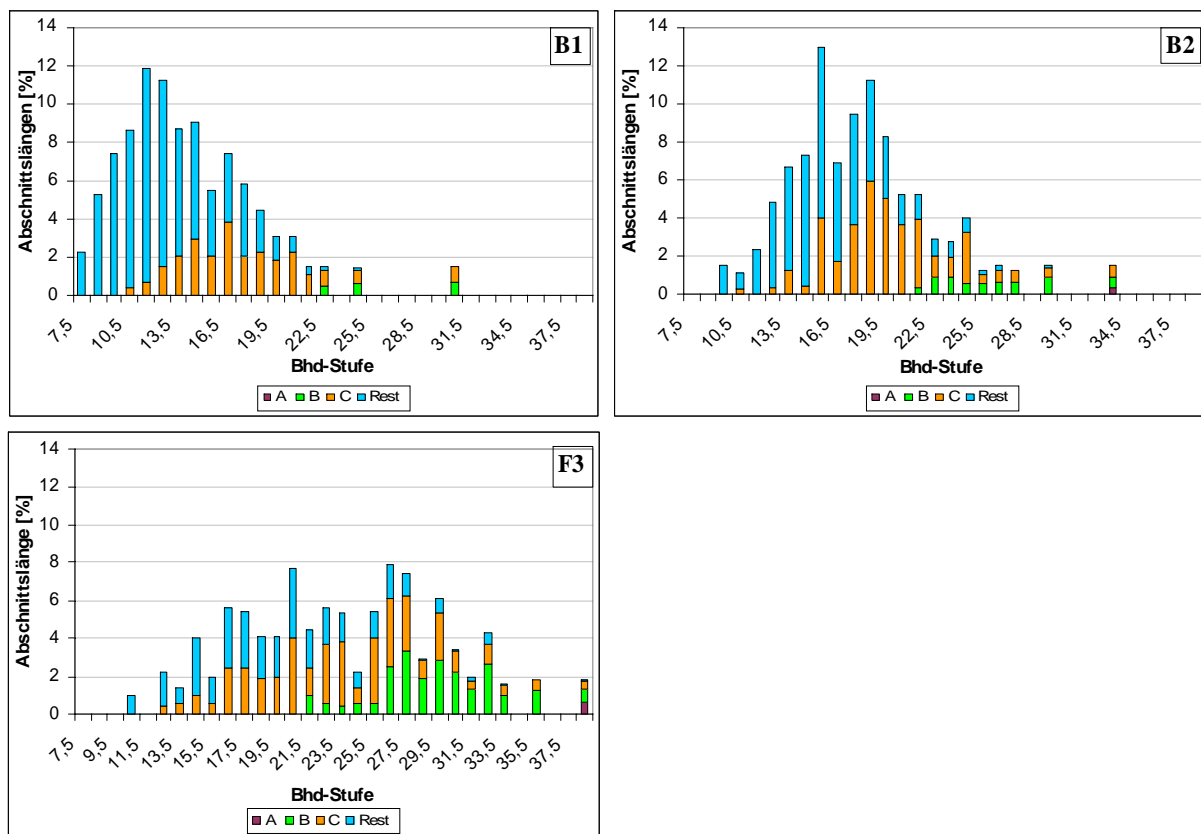 B1
Abschnittslängen [%]
14
12
10
8
6
4
2
0
7,5 10,5 13,5 16,5 19,5 22,5 25,5 28,5 31,5 34,5 37,5
Bhd-Stufe
A B C Rest
B2
Abschnittslängen [%]
14
12
10
8
6
4
2
0
7,5 10,5 13,5 16,5 19,5 22,5 25,5 28,5 31,5 34,5 37,5
Bhd-Stufe
A B C Rest
F3
Abschnittslänge [%]
14
12
10
8
6
4
2
0
7,5 9,5 11,5 13,5 15,5 17,5 19,5 21,5 23,5 25,5 27,5 29,5 31,5 33,5 35,5 37,5
Bhd-Stufe
A B C Rest